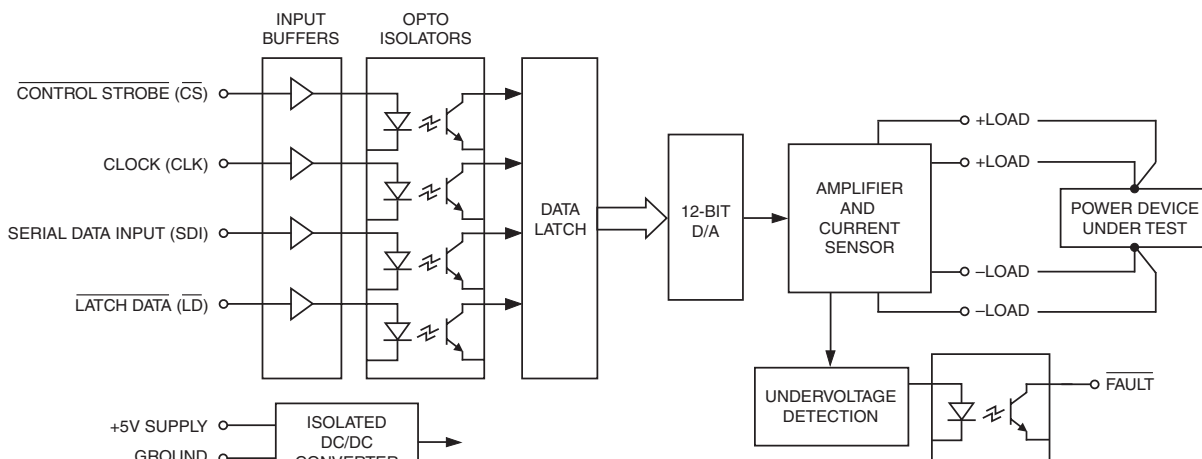 INPUT
BUFFERS
OPTO
ISOLATORS
CONTROL STROBE (CS)
CLOCK (CLK)
SERIAL DATA INPUT (SDI)
LATCH DATA (LD)
DATA
LATCH
12-BIT
D/A
AMPLIFIER
AND
CURRENT
SENSOR
+LOAD
+LOAD
–LOAD
–LOAD
POWER DEVICE
UNDER TEST
UNDERVOLTAGE
DETECTION
FAULT
+5V SUPPLY
GROUND
ISOLATED
DC/DC
CONVERTER